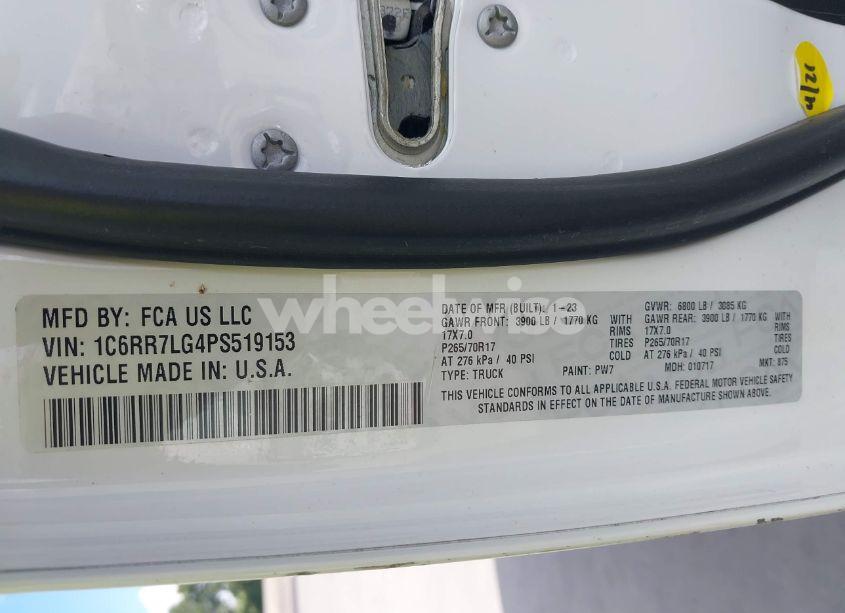 wheelwise
MFD BY: FCA US LLC
VIN: 1C6RR7LG4PS519153
VEHICLE MADE IN: U.S.A.
DATE OF MFR (BUILT): 1-23 GVWR: 6800 LB / 3085 KG
GAWR FRONT: 3900 LB / 1770 KG WITH GAWR REAR: 3900 LB / 1770 KG WITH
17X7.0 RIMS 17X7.0 RIMS
P265/70R17 TIRES P265/70R17 TIRES
AT 276 kPa / 40 PSI AT 276 kPa / 40 PSI
TYPE: TRUCK PAINT: PW7 MDH: 010717 MKT: 875
THIS VEHICLE CONFORMS TO ALL APPLICABLE U.S.A. FEDERAL MOTOR VEHICLE SAFETY
STANDARDS IN EFFECT ON THE DATE OF MANUFACTURE SHOWN ABOVE.